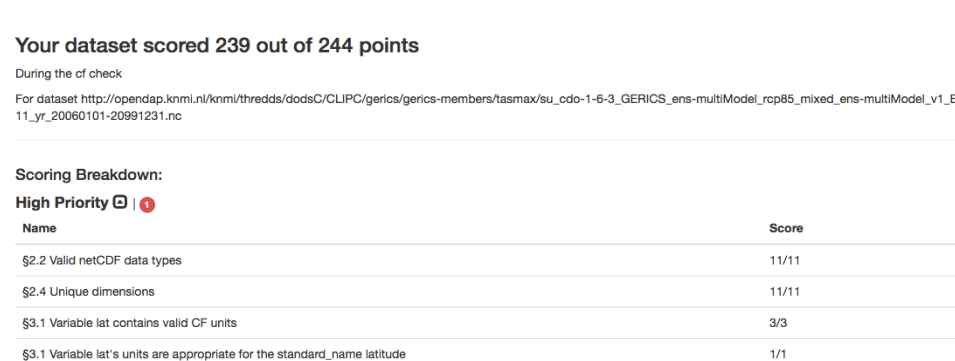 Your dataset scored 239 out of 244 points
During the cf check
For dataset http://opendap.knmi.nl/knmi/thredds/dodsC/CLIPC/gerics/gerics-members/tasmax/su_cdo-1-6-3_GERICS_ens-multiModel_rcp85_mixed_ens-multiModel_v1_E
11_yr_20060101-20991231.nc
Scoring Breakdown:
High Priority | 1
Name Score
§2.2 Valid netCDF data types 11/11
§2.4 Unique dimensions 11/11
§3.1 Variable lat contains valid CF units 3/3
§3.1 Variable lat's units are appropriate for the standard_name latitude 1/1